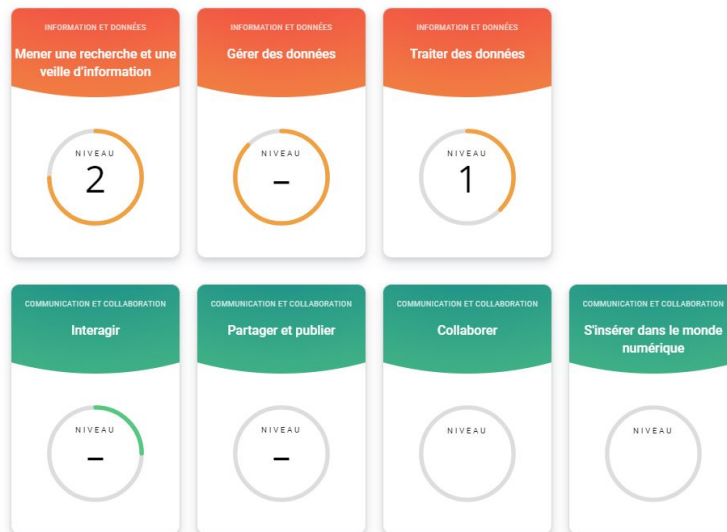 INFORMATION ET DONNÉES
Mener une recherche et une
veille d'information
NIVEAU
2
INFORMATION ET DONNÉES
Gérer des données
NIVEAU
–
INFORMATION ET DONNÉES
Traiter des données
NIVEAU
1
COMMUNICATION ET COLLABORATION
Interagir
NIVEAU
–
COMMUNICATION ET COLLABORATION
Partager et publier
NIVEAU
–
COMMUNICATION ET COLLABORATION
Collaborer
NIVEAU
COMMUNICATION ET COLLABORATION
S'insérer dans le monde
numérique
NIVEAU